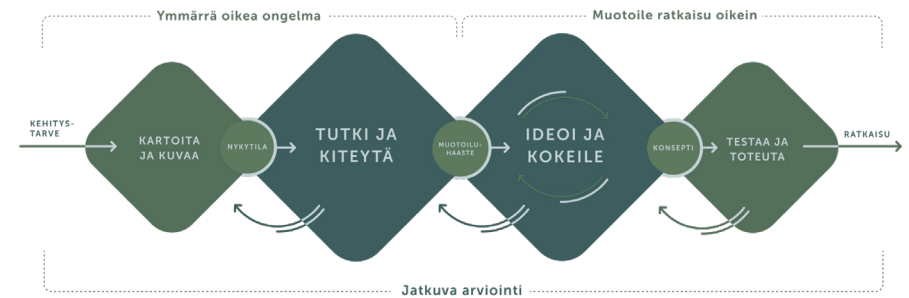 Ymmärrä oikea ongelma
Muotoile ratkaisu oikein
KEHITYS-
TARVE
KARTOITA
JA KUVAA
NYKYTILA
TUTKI JA
KITEYTÄ
MUOTOILU-
HAASTE
IDEOI JA
KOKEILE
KONSEPTI
TESTAA JA
TOTEUTA
RATKAISU
Jatkuva arviointi